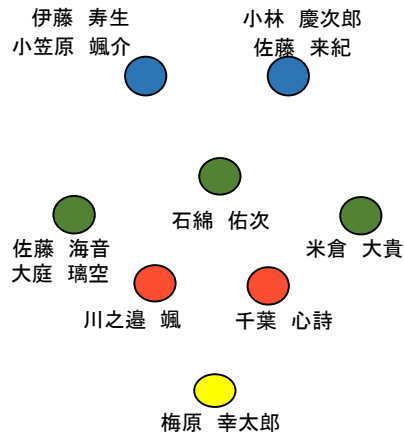 伊藤 寿生
小笠原 颯介
小林 慶次郎
佐藤 来紀
石綿 佑次
佐藤 海音
大庭 璃空
米倉 大貴
川之邉 颯
千葉 心詩
梅原 幸太郎